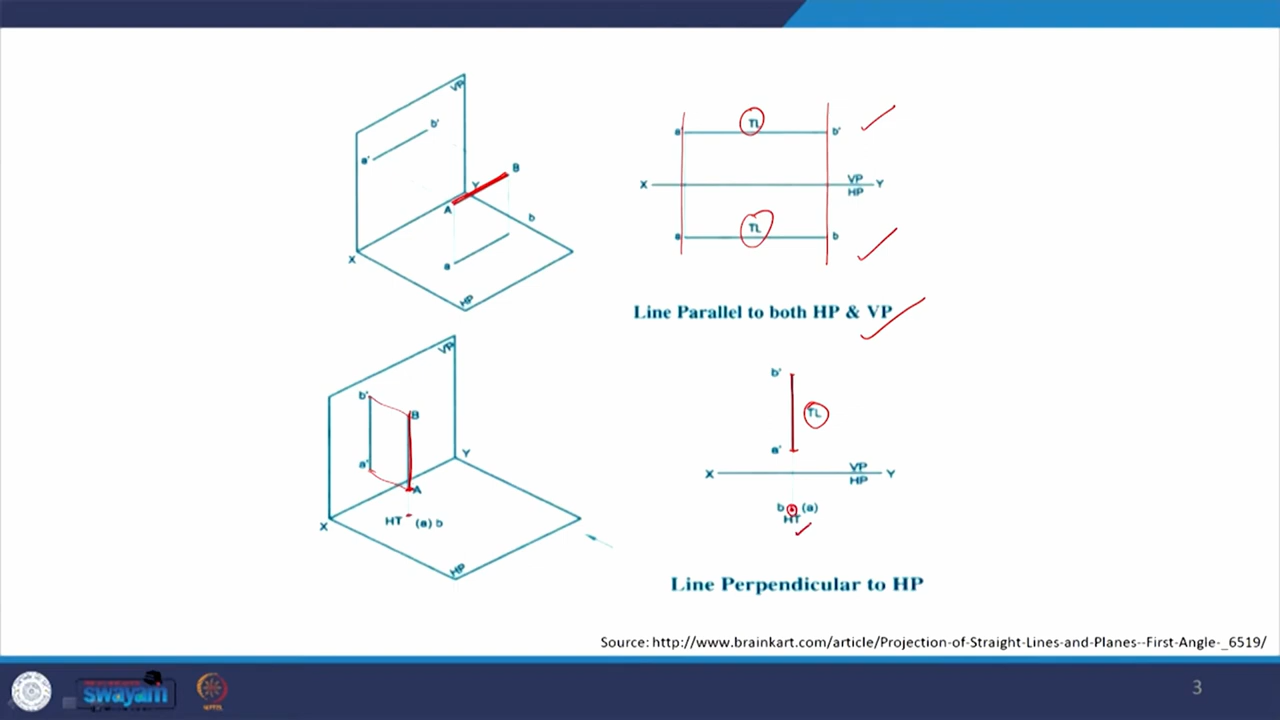 VP
b'
a'
B
Y
A
b
a
X
HP
a' TL b'
X VP Y
HP
a TL b
Line Parallel to both HP & VP
VP
b'
B
a'
Y
A
X
HT (a) b
HP
b'
TL
a'
X VP Y
HP
b (a)
HT
Line Perpendicular to HP
Source: http://www.brainkart.com/article/Projection-of-Straight-Lines-and-Planes--First-Angle-_6519/
swayam
3